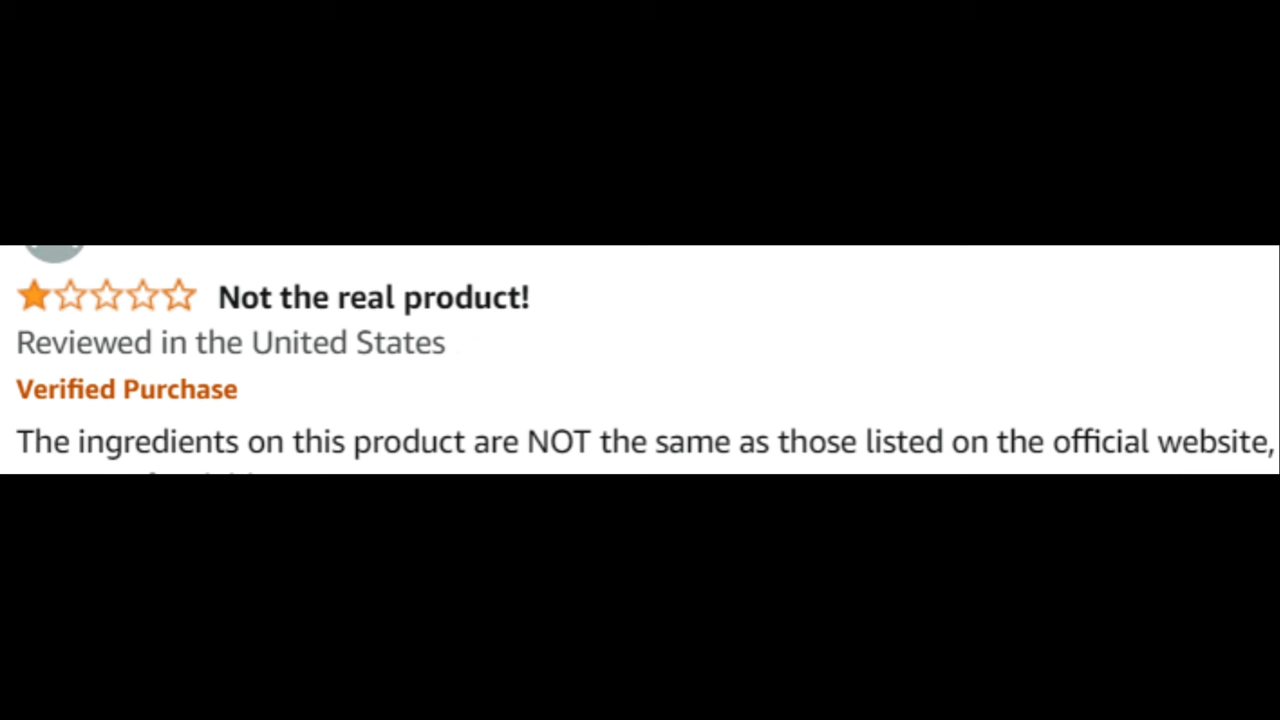 Not the real product!
Reviewed in the United States
Verified Purchase
The ingredients on this product are NOT the same as those listed on the official website,